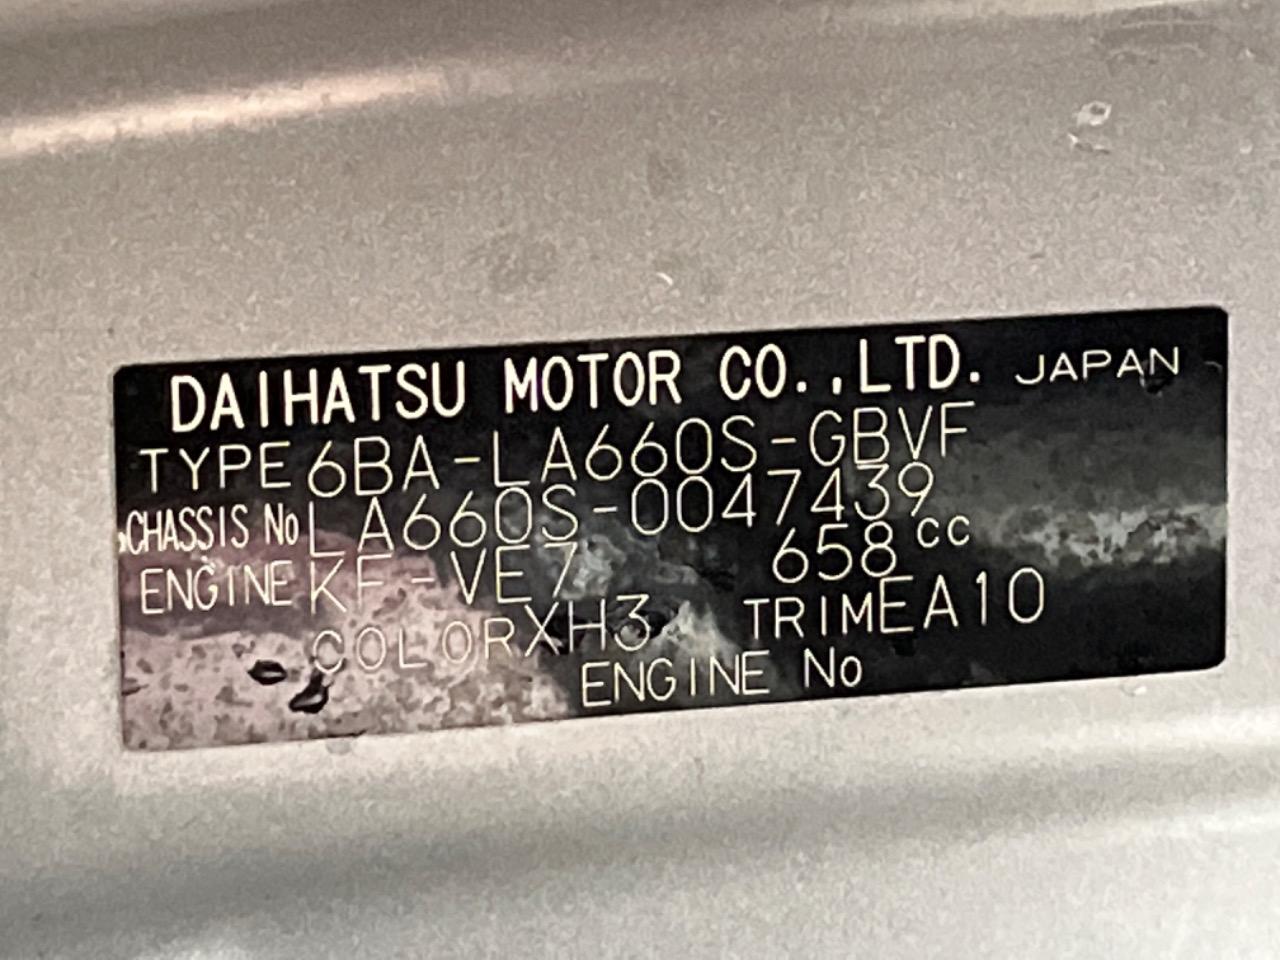 DAIHATSU MOTOR CO.,LTD. JAPAN
TYPE 6BA-LA660S-GBVF
CHASSIS No LA660S-0047439
ENGINE KF-VE7 658 cc
COLOR XH3 TRIM EA10
ENGINE No